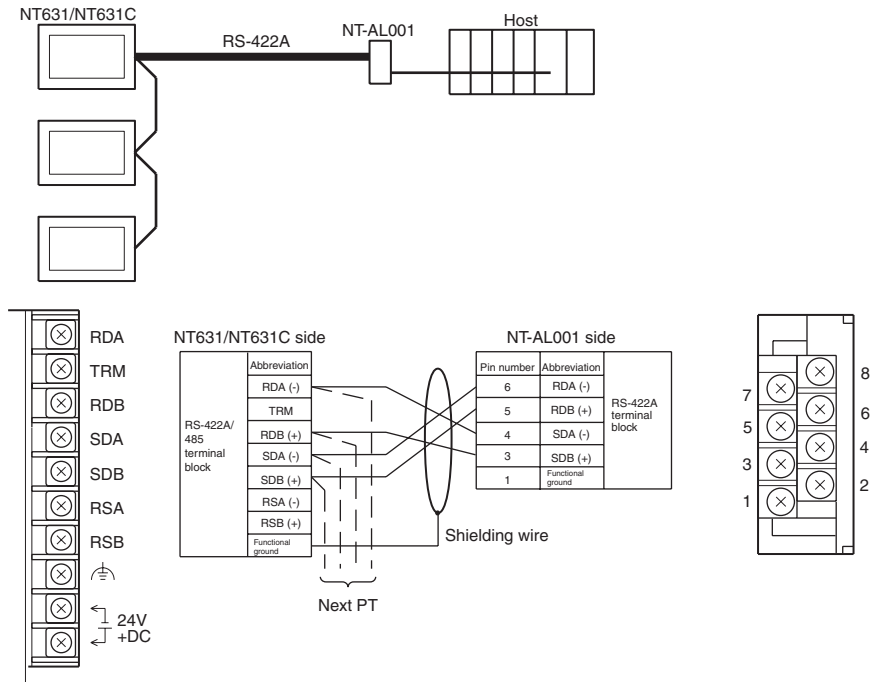 NT631/NT631C
RS-422A
NT-AL001
Host
RDA
TRM
RDB
SDA
SDB
RSA
RSB
24V
+DC
NT631/NT631C side
RS-422A/
485
terminal
block
Abbreviation
RDA (-)
TRM
RDB (+)
SDA (-)
SDB (+)
RSA (-)
RSB (+)
Functional
ground
Next PT
Shielding wire
NT-AL001 side
Pin number Abbreviation
6 RDA (-)
5 RDB (+)
4 SDA (-)
3 SDB (+)
1 Functional
ground
RS-422A
terminal
block
7
5
3
1
8
6
4
2